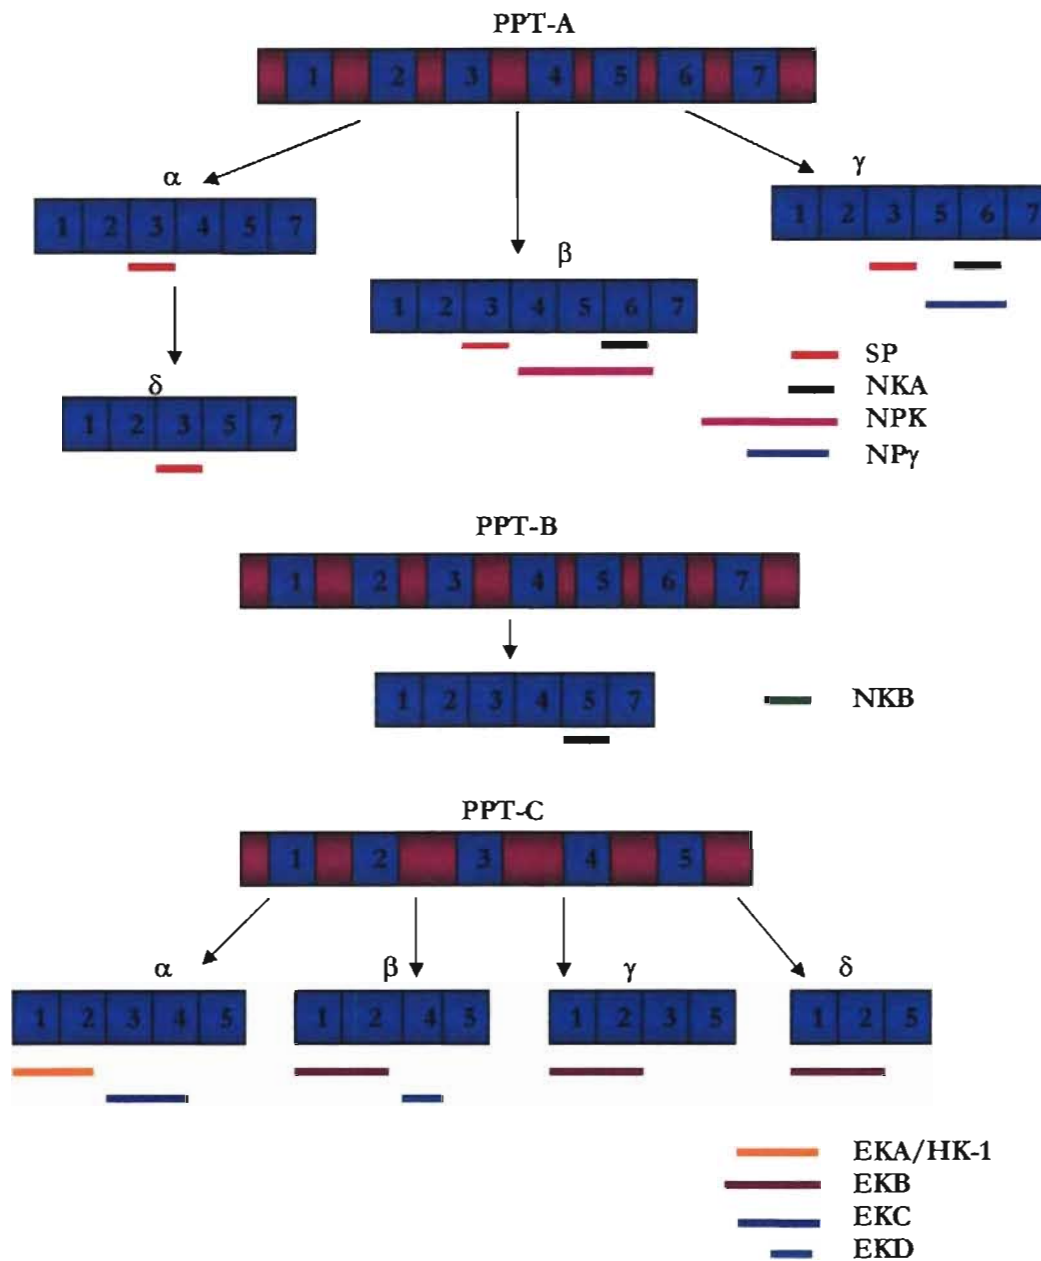 PPT-A
1 2 3 4 5 6 7
α
1 2 3 4 5 7
β
1 2 3 4 5 6 7
γ
1 2 3 5 6 7
δ
1 2 3 5 7
SP
NKA
NPK
NPγ
PPT-B
1 2 3 4 5 6 7
1 2 3 4 5 7
NKB
PPT-C
1 2 3 4 5
α
1 2 3 4 5
β
1 2 4 5
γ
1 2 3 5
δ
1 2 5
EKA/HK-1
EKB
EKC
EKD